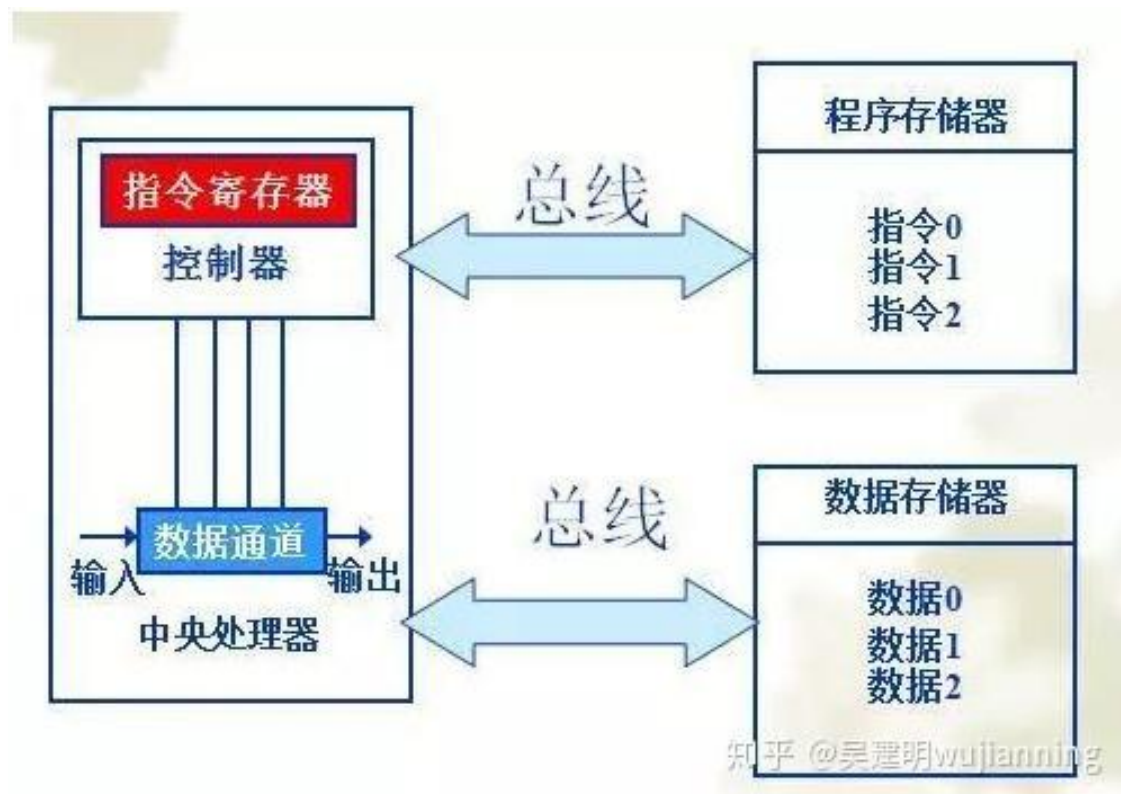 程序存储器
指令寄存器
总线
控制器
指令0
指令1
指令2
总线
数据存储器
数据通道
输入
输出
中央处理器
数据0
数据1
数据2
知乎 @吴建明wujianming